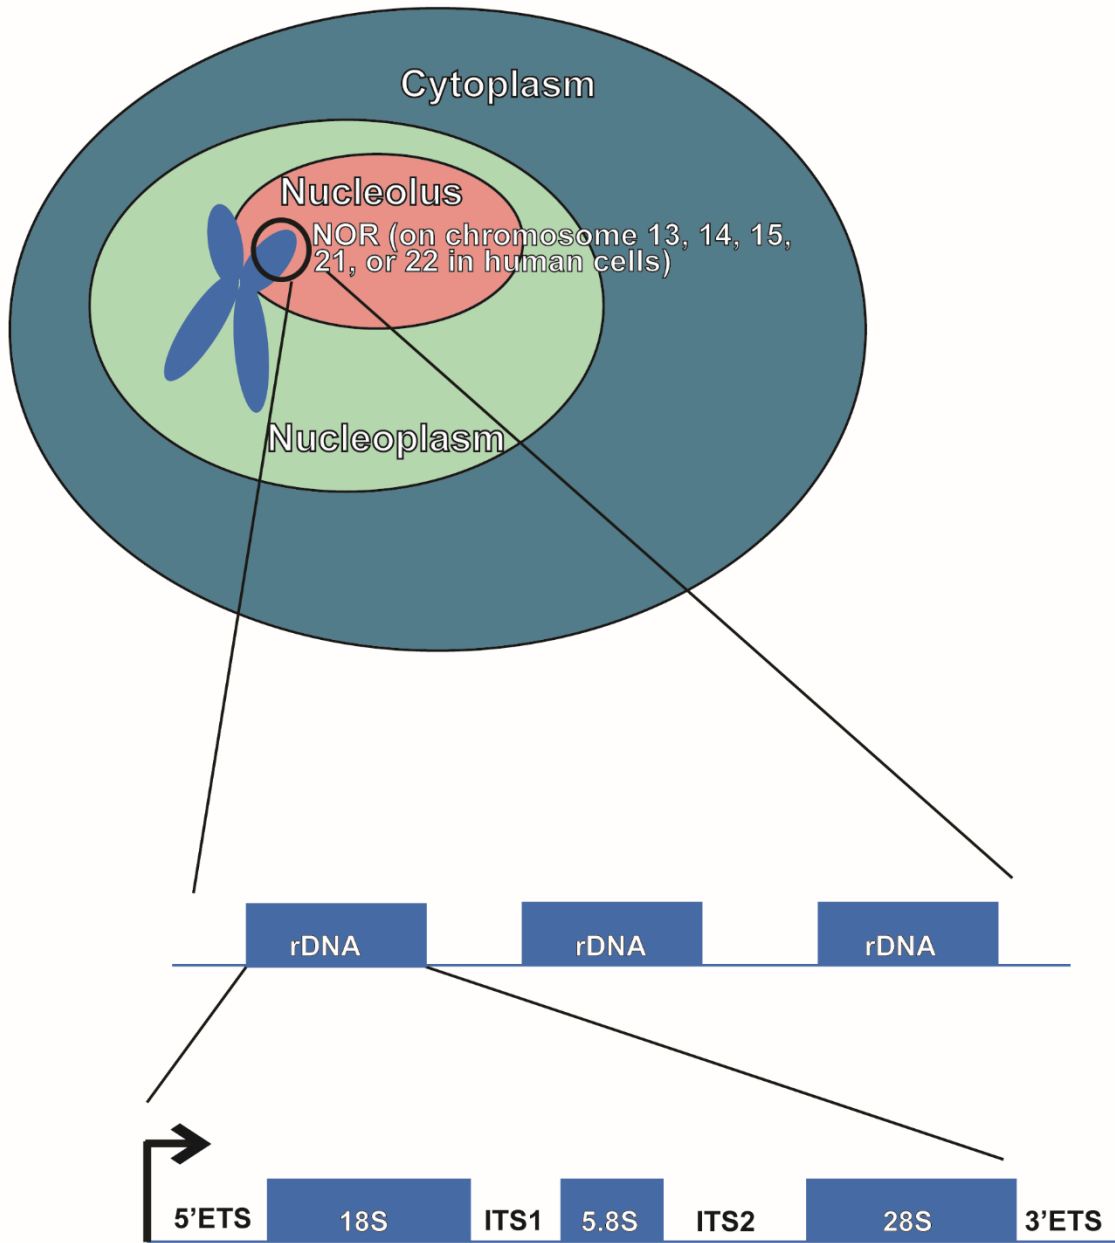 Cytoplasm
Nucleolus
NOR (on chromosome 13, 14, 15,
21, or 22 in human cells)
Nucleoplasm
rDNA rDNA rDNA
5’ETS 18S ITS1 5.8S ITS2 28S 3’ETS